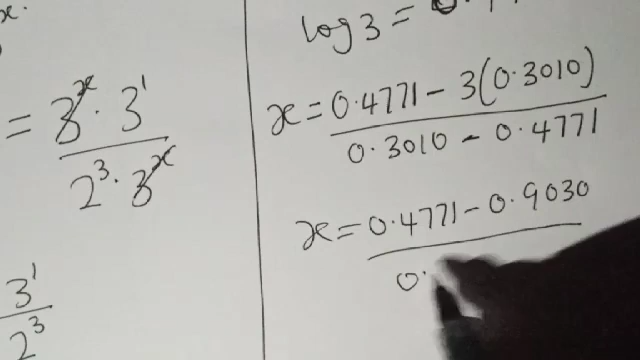 x.
= 3^x · 3^1 / 2^3 · 3^x
3^1 / 2^3
log 3 =
x = 0.4771 - 3(0.3010) / 0.3010 - 0.4771
x = 0.4771 - 0.9030 / 0.